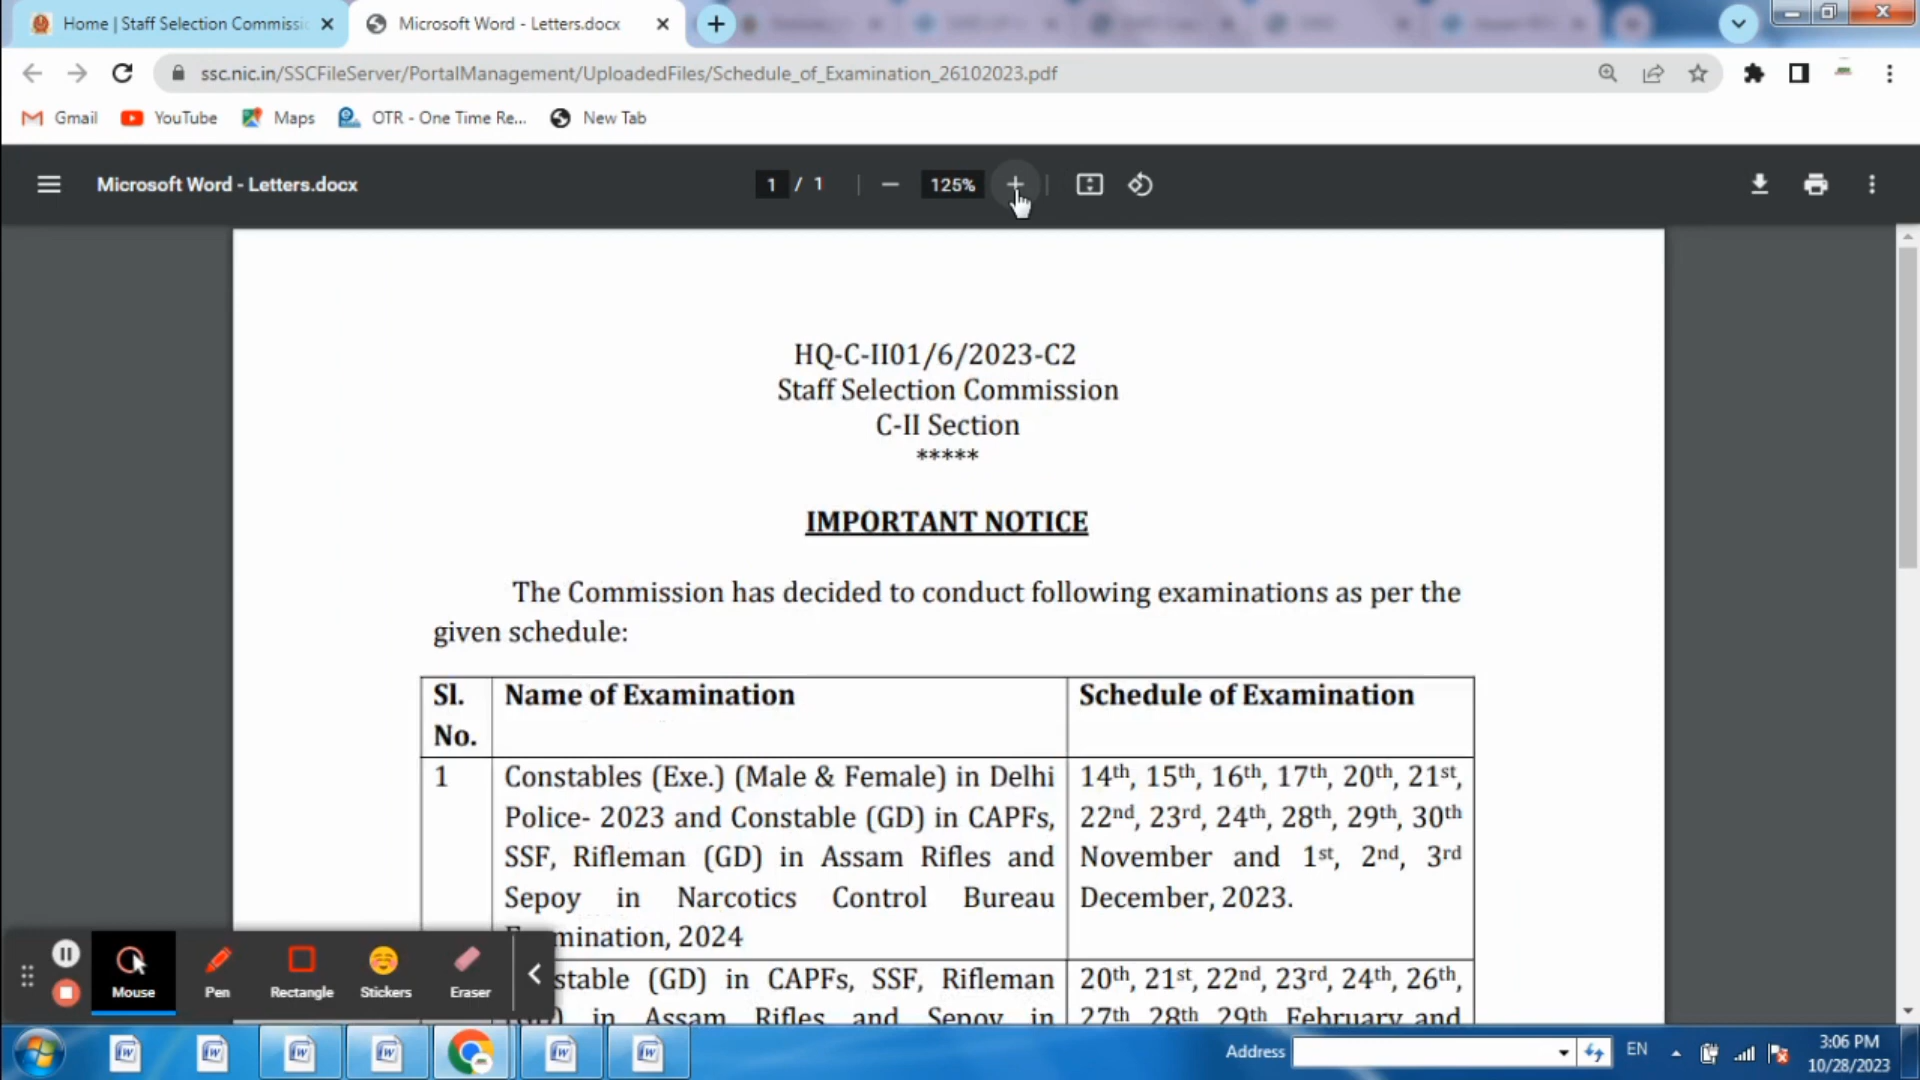 Home | Staff Selection Commissi
Microsoft Word - Letters.docx
ssc.nic.in/SSCFileServer/PortalManagement/UploadedFiles/Schedule_of_Examination_26102023.pdf
Gmail YouTube Maps OTR - One Time Re... New Tab
Microsoft Word - Letters.docx
1 / 1
125%
HQ-C-II01/6/2023-C2
Staff Selection Commission
C-II Section
*****
IMPORTANT NOTICE
The Commission has decided to conduct following examinations as per the
given schedule:
Sl. No.
Name of Examination
Schedule of Examination
1
Constables (Exe.) (Male & Female) in Delhi
Police- 2023 and Constable (GD) in CAPFs,
SSF, Rifleman (GD) in Assam Rifles and
Sepoy in Narcotics Control Bureau
mination, 2024
14th, 15th, 16th, 17th, 20th, 21st,
22nd, 23rd, 24th, 28th, 29th, 30th
November and 1st, 2nd, 3rd
December, 2023.
stable (GD) in CAPFs, SSF, Rifleman
in Assam Rifles and Sepoy in
20th, 21st, 22nd, 23rd, 24th, 26th,
27th 28th 29th February and
Mouse
Pen
Rectangle
Stickers
Eraser
Address
EN
3:06 PM
10/28/2023